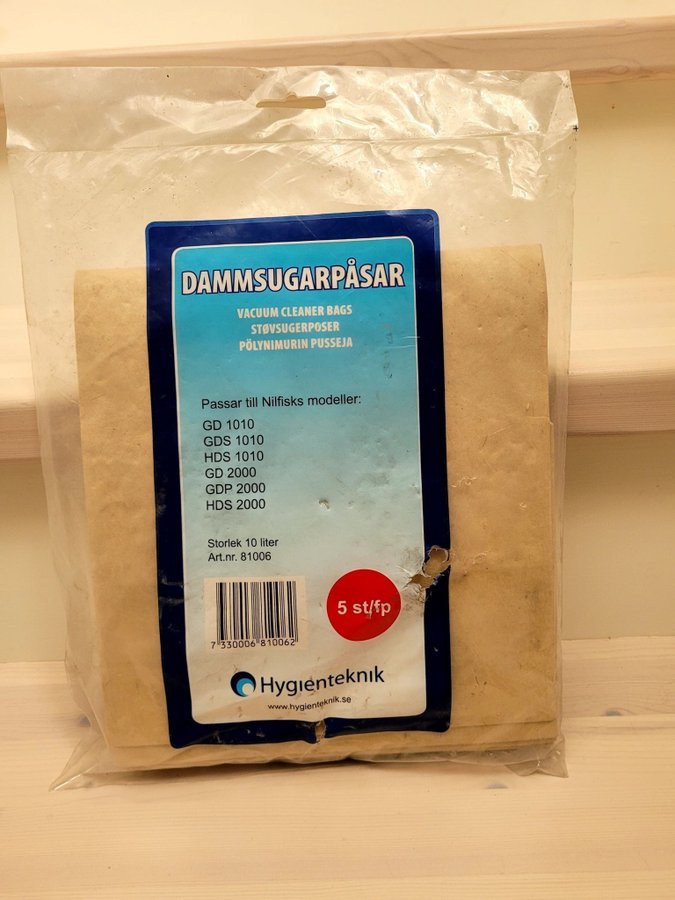 DAMMSUGARPÅSAR
VACUUM CLEANER BAGS
STØVSUGERPOSER
PÖLYNIMURIN PUSSEJA
Passar till Nilfisks modeller:
GD 1010
GDS 1010
HDS 1010
GD 2000
GDP 2000
HDS 2000
Storlek 10 liter
Art.nr. 81006
5 st/fp
7 330006 810062
Hygienteknik
www.hygienteknik.se